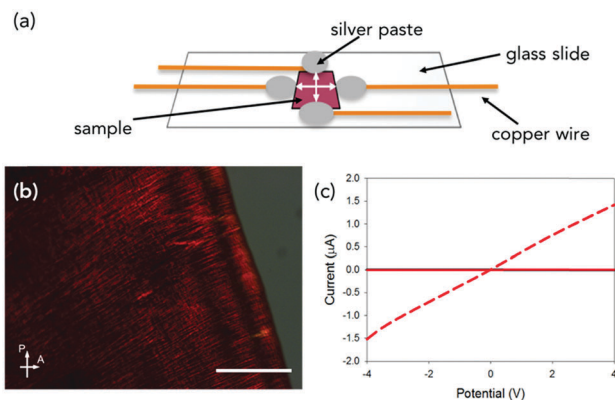 (a)
silver paste
glass slide
sample
copper wire
(b)
P
A
(c)
2.0
1.5
1.0
0.5
0.0
-0.5
-1.0
-1.5
-2.0
Current (μA)
-4
-2
0
2
4
Potential (V)